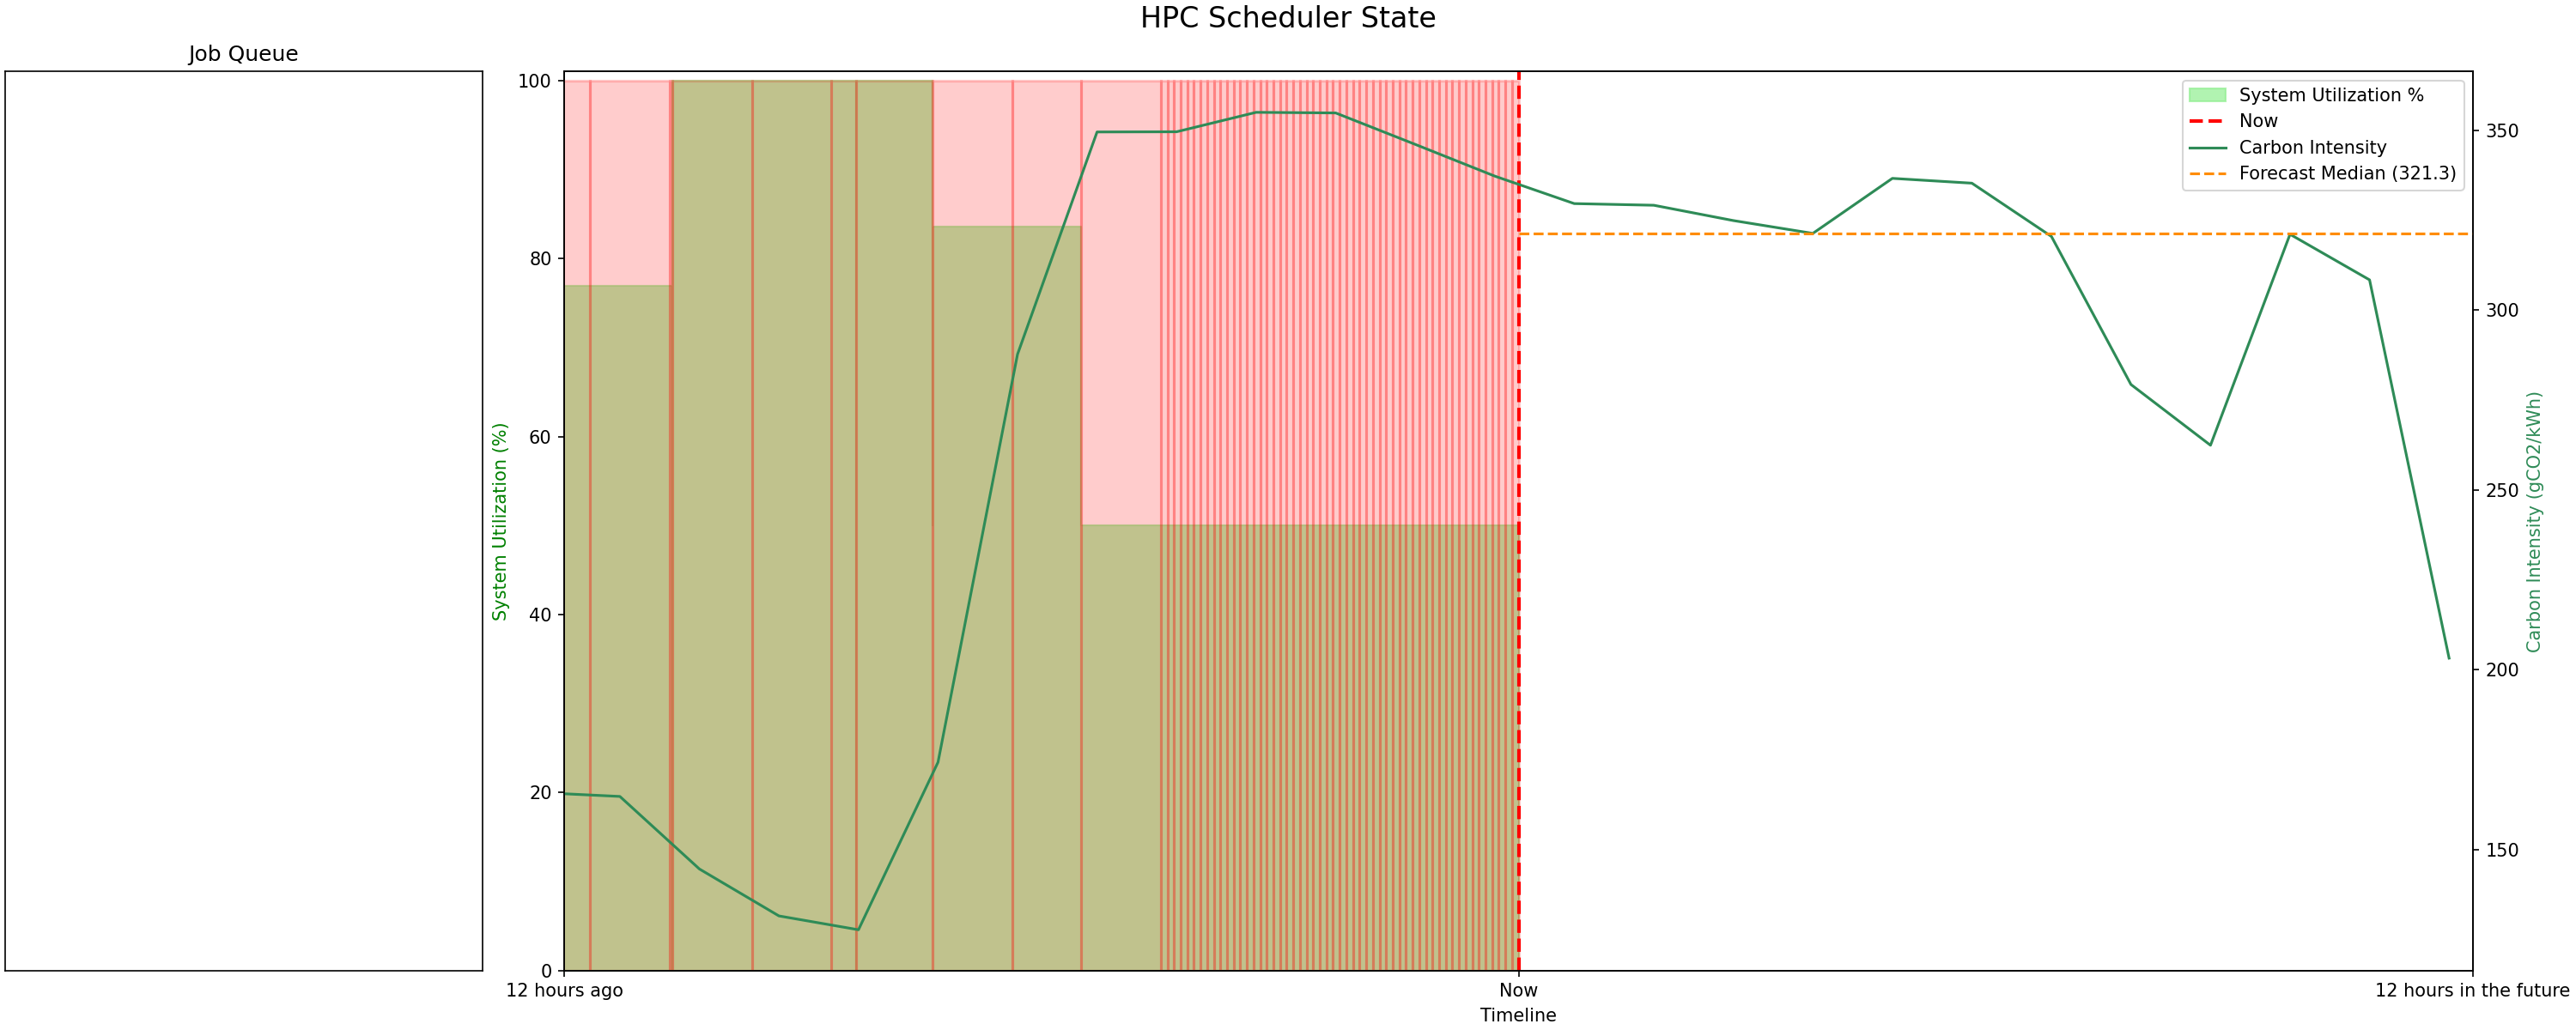 HPC Scheduler State
Job Queue
System Utilization (%)
100
80
60
40
20
0
System Utilization %
Now
Carbon Intensity
Forecast Median (321.3)
350
300
250
200
150
Carbon Intensity (gCO2/kWh)
12 hours ago
Now
12 hours in the future
Timeline